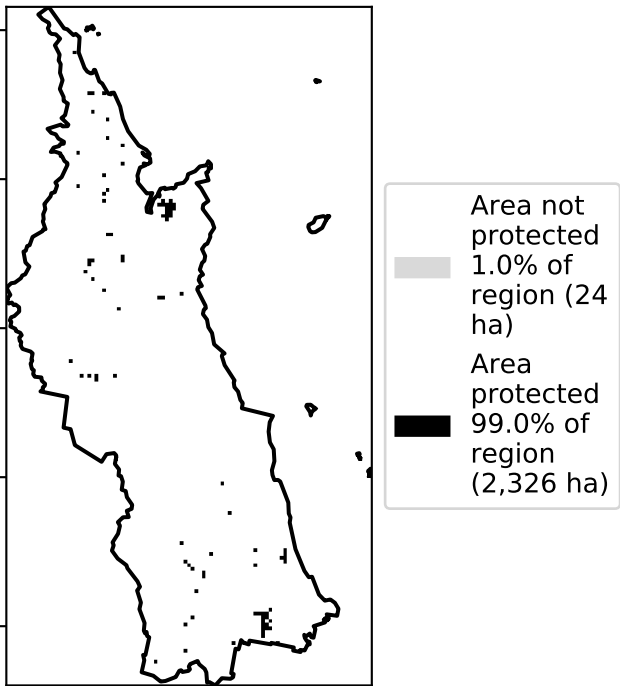 Area not
protected
1.0% of
region (24
ha)
Area
protected
99.0% of
region
(2,326 ha)